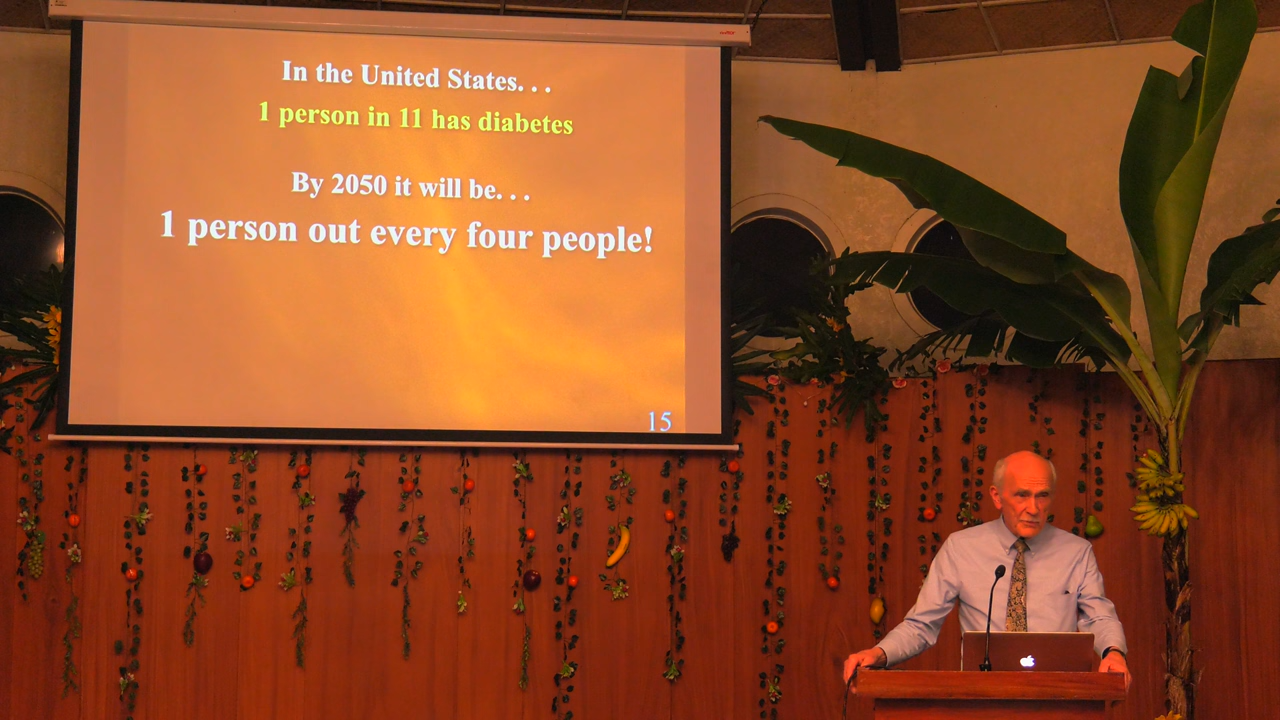 In the United States. . .
1 person in 11 has diabetes
By 2050 it will be. . .
1 person out every four people!
15